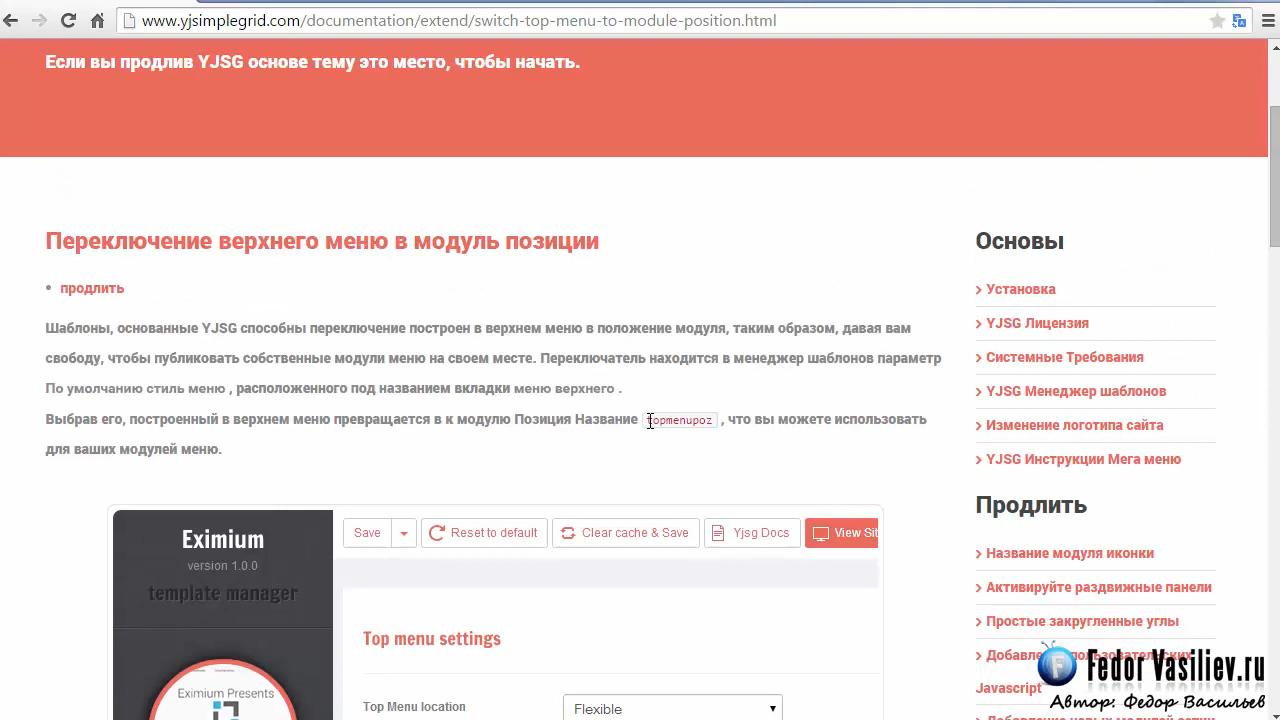 www.yjsimplegrid.com/documentation/extend/switch-top-menu-to-module-position.html
Если вы продлив YJSG основе тему это место, чтобы начать.
Переключение верхнего меню в модуль позиции
продлить
Шаблоны, основанные YJSG способны переключение построен в верхнем меню в положение модуля, таким образом, давая вам
свободу, чтобы публиковать собственные модули меню на своем месте. Переключатель находится в менеджер шаблонов параметр
По умолчанию стиль меню , расположенного под названием вкладки меню верхнего .
Выбрав его, построенный в верхнем меню превращается в к модулю Позиция Название topmenupoz , что вы можете использовать
для ваших модулей меню.
Eximium
version 1.0.0
template manager
Eximium Presents
Save
Reset to default
Clear cache & Save
Yjsg Docs
View Sit
Top menu settings
Top Menu location
Flexible
Основы
Установка
YJSG Лицензия
Системные Требования
YJSG Менеджер шаблонов
Изменение логотипа сайта
YJSG Инструкции Мега меню
Продлить
Название модуля иконки
Активируйте раздвижные панели
Простые закругленные углы
Javascript
Fedor Vasiliev.ru
Автор: Федор Васильев